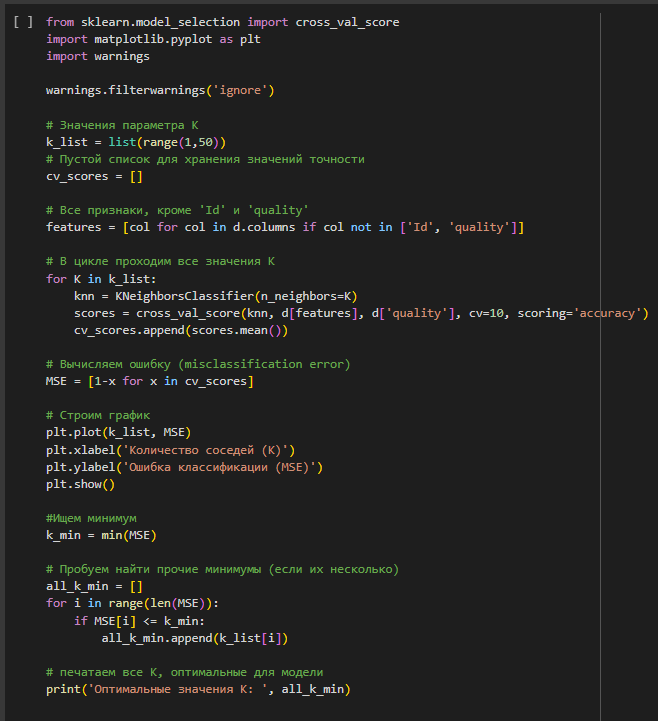 [ ] from sklearn.model_selection import cross_val_score
import matplotlib.pyplot as plt
import warnings
warnings.filterwarnings('ignore')
# Значения параметра K
k_list = list(range(1,50))
# Пустой список для хранения значений точности
cv_scores = []
# Все признаки, кроме 'Id' и 'quality'
features = [col for col in d.columns if col not in ['Id', 'quality']]
# В цикле проходим все значения K
for K in k_list:
    knn = KNeighborsClassifier(n_neighbors=K)
    scores = cross_val_score(knn, d[features], d['quality'], cv=10, scoring='accuracy')
    cv_scores.append(scores.mean())
# Вычисляем ошибку (misclassification error)
MSE = [1-x for x in cv_scores]
# Строим график
plt.plot(k_list, MSE)
plt.xlabel('Количество соседей (K)')
plt.ylabel('Ошибка классификации (MSE)')
plt.show()
#Ищем минимум
k_min = min(MSE)
# Пробуем найти прочие минимумы (если их несколько)
all_k_min = []
for i in range(len(MSE)):
    if MSE[i] <= k_min:
        all_k_min.append(k_list[i])
# печатаем все K, оптимальные для модели
print('Оптимальные значения K: ', all_k_min)